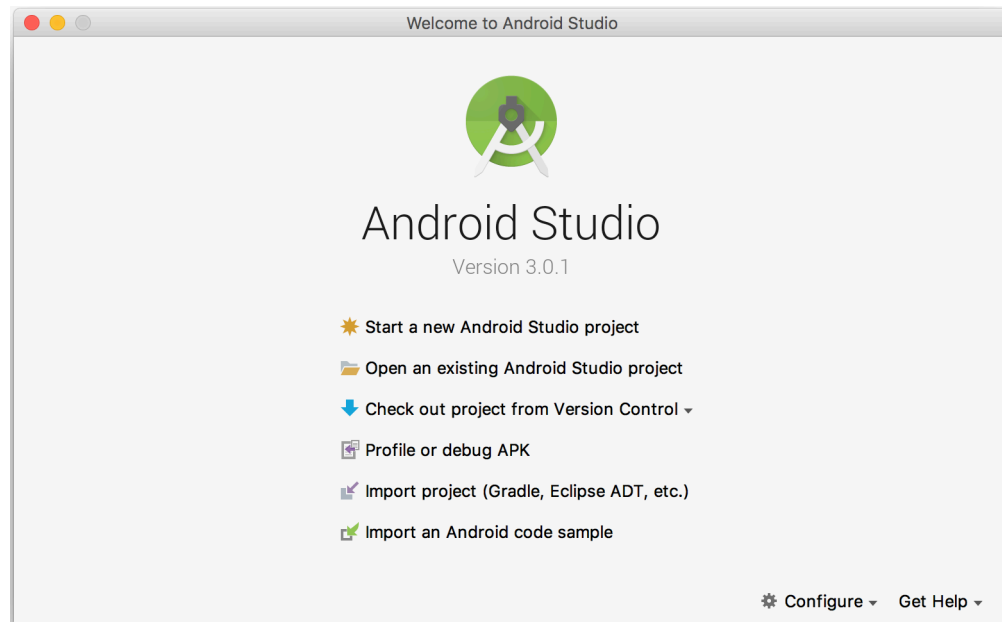 Welcome to Android Studio
Android Studio
Version 3.0.1
Start a new Android Studio project
Open an existing Android Studio project
Check out project from Version Control
Profile or debug APK
Import project (Gradle, Eclipse ADT, etc.)
Import an Android code sample
Configure Get Help